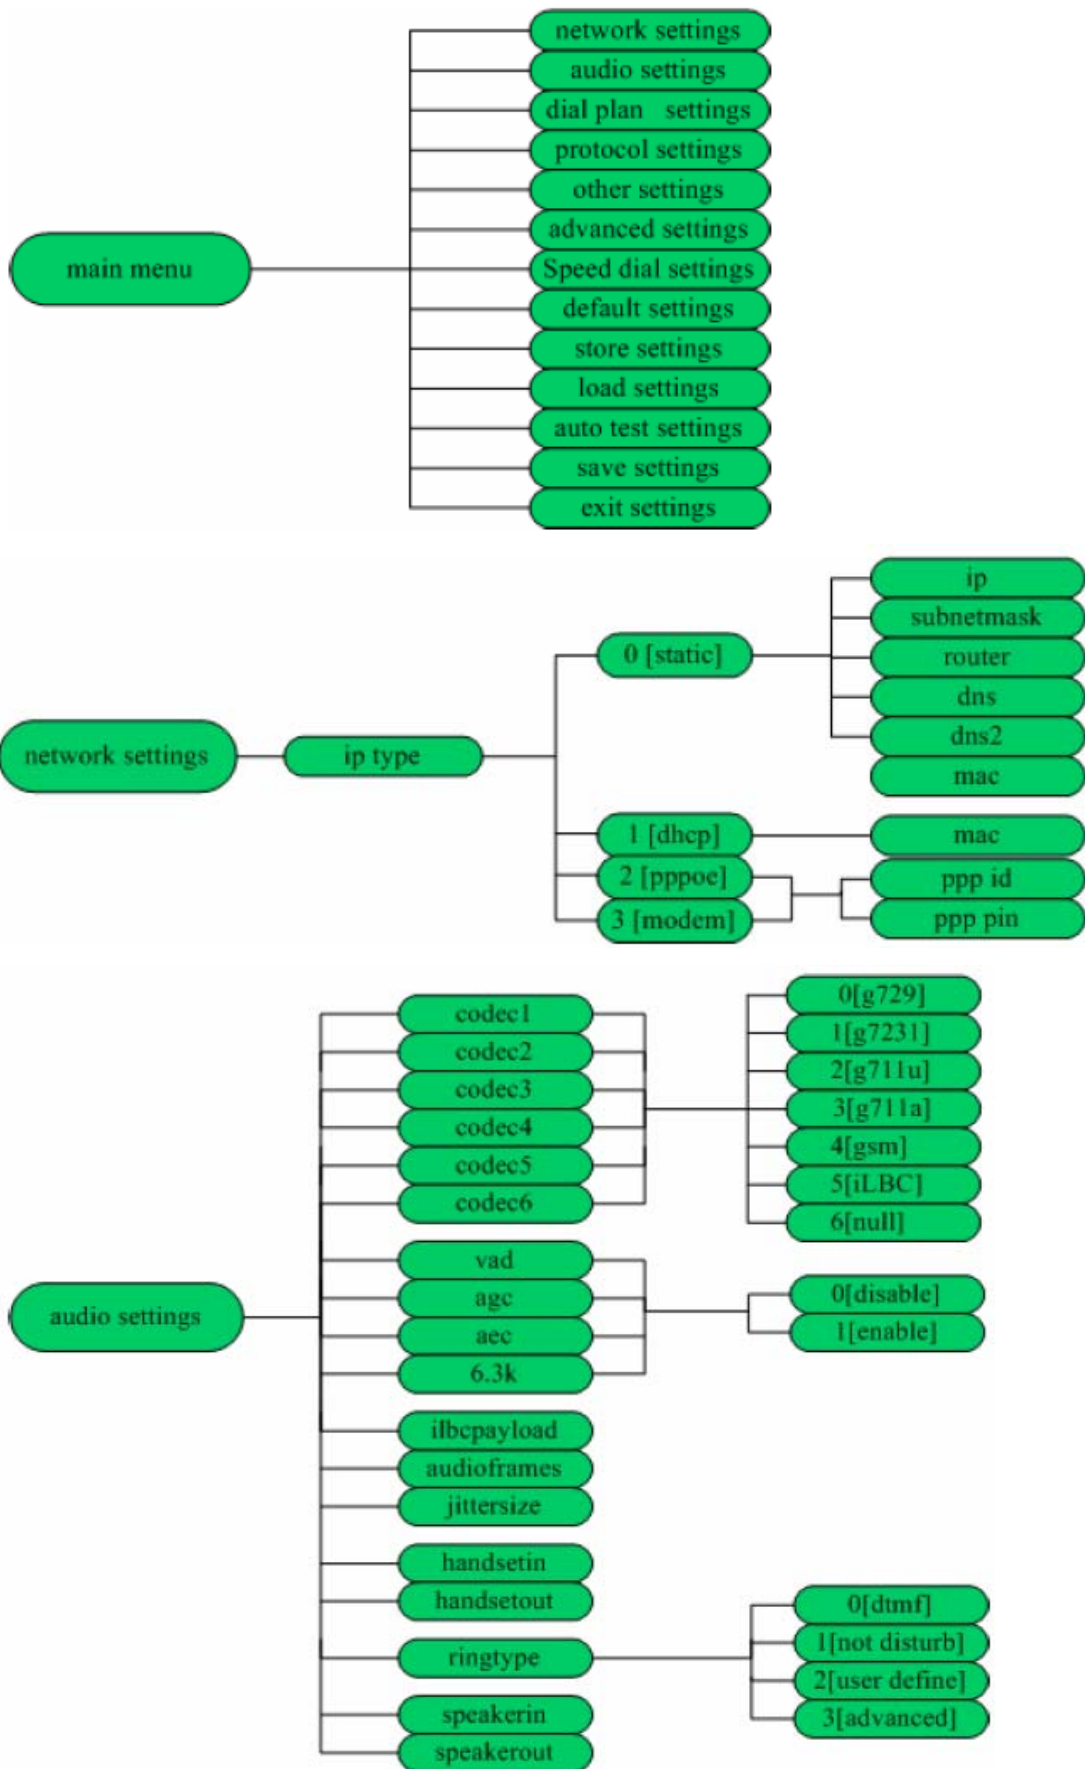 network settings
audio settings
dial plan settings
protocol settings
other settings
advanced settings
main menu
Speed dial settings
default settings
store settings
load settings
auto test settings
save settings
exit settings
ip
subnetmask
0 [static]
router
dns
dns2
network settings
ip type
mac
1 [dhcp]
mac
2 [pppoe]
ppp id
3 [modem]
ppp pin
codec1
codec2
codec3
codec4
codec5
codec6
0[g729]
1[g7231]
2[g711u]
3[g711a]
4[gsm]
5[iLBC]
6[null]
audio settings
vad
agc
aec
6.3k
0[disable]
1[enable]
ilbcpayload
audioframes
jittersize
handsetin
handsetout
ringtype
0[dtmf]
1[not disturb]
2[user define]
3[advanced]
speakerin
speakerout